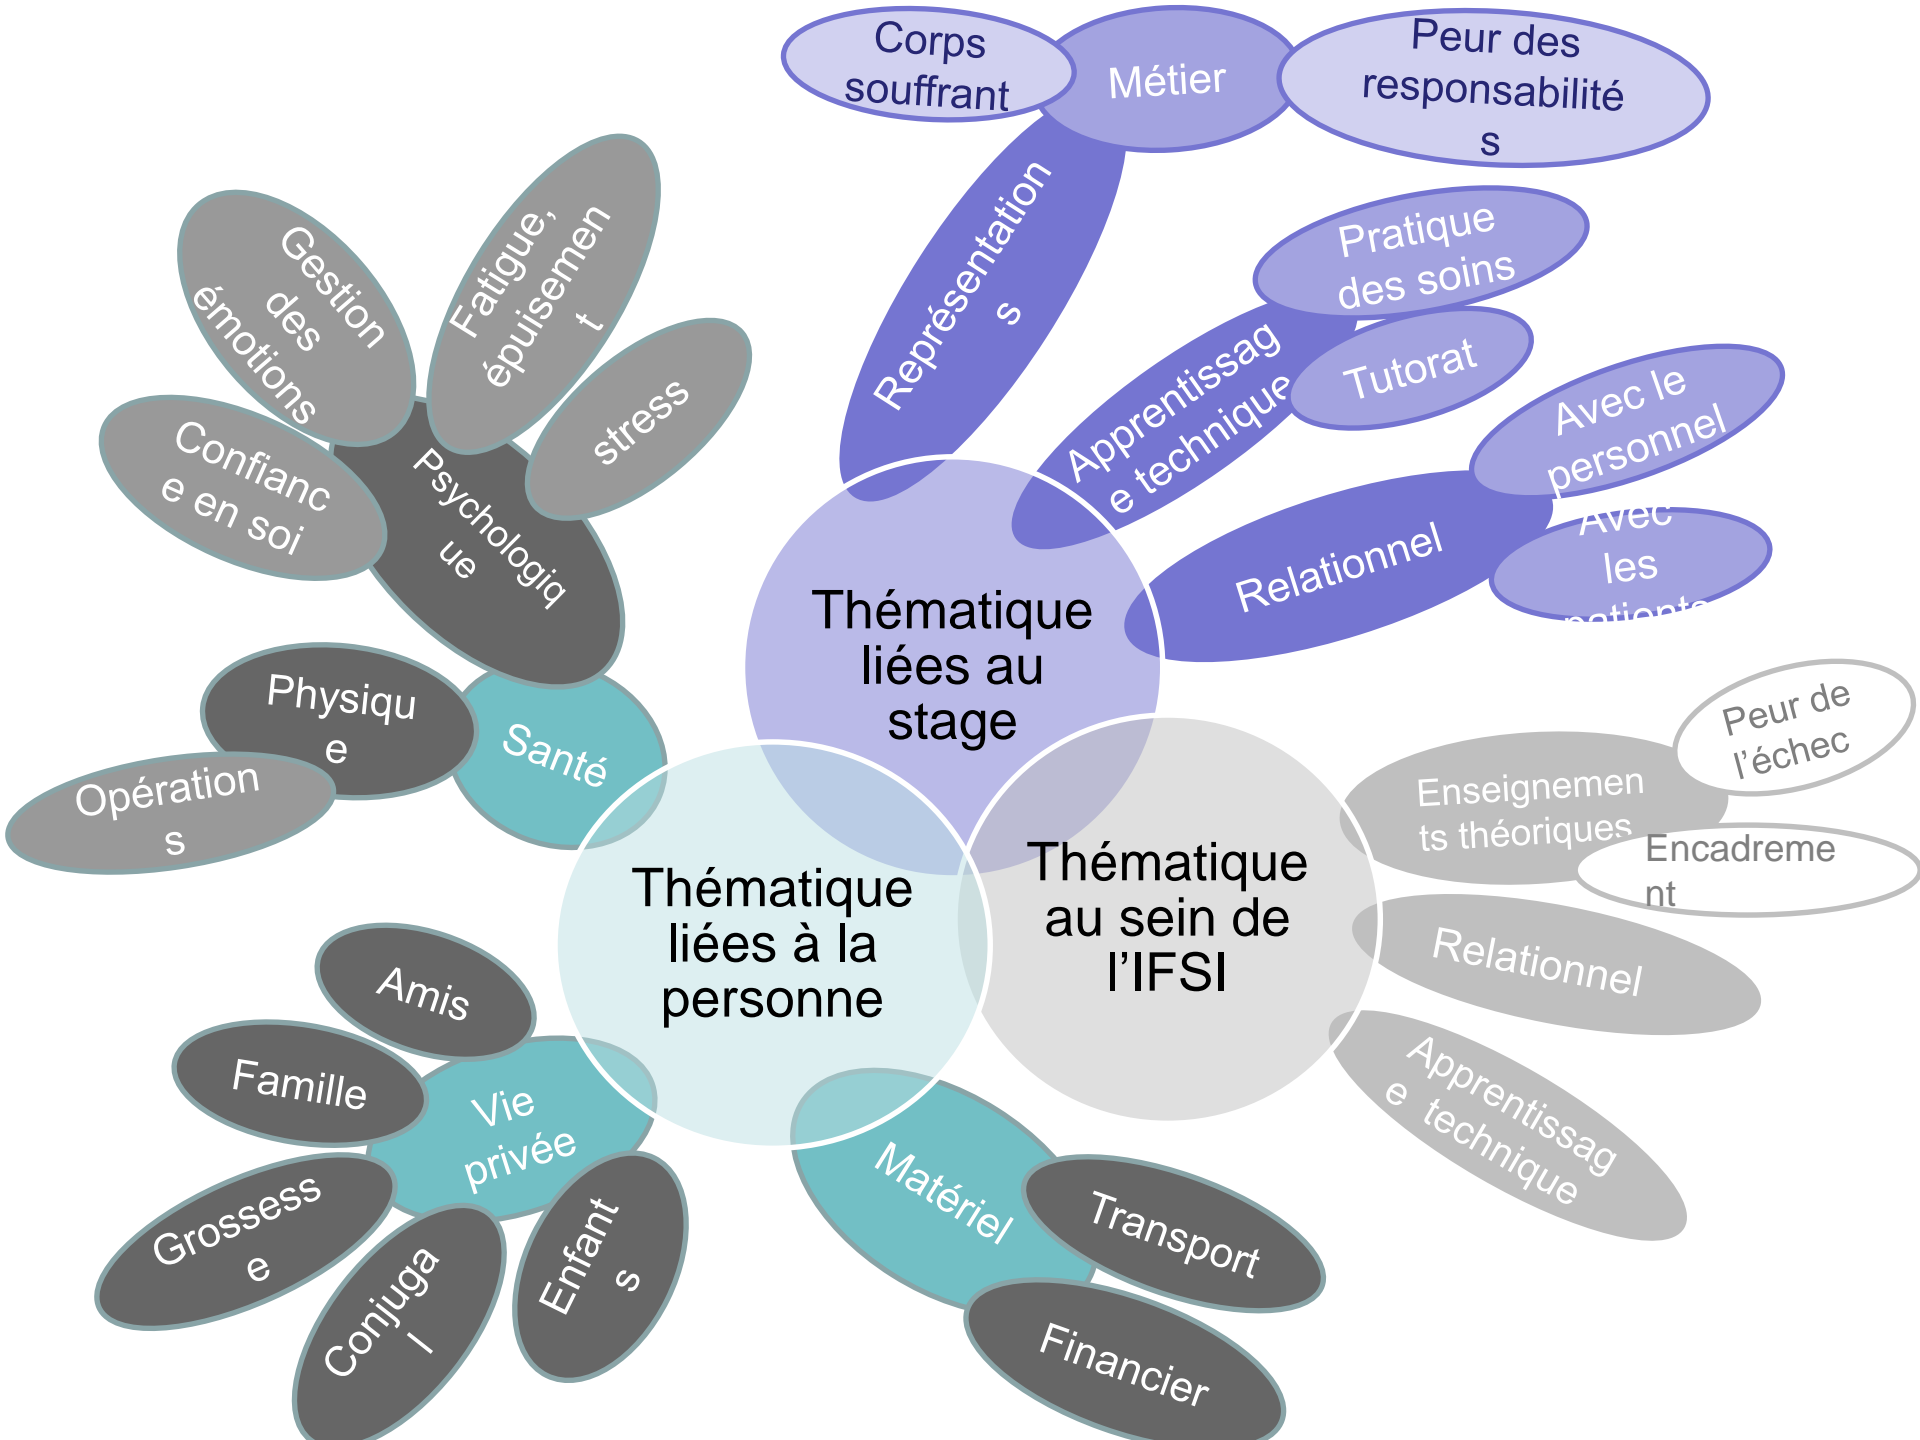 Corps
souffrant
Métier
Peur des
responsabilité
s
Représentation
s
Pratique
des soins
Apprentissag
e technique
Tutorat
Avec le
personnel
Relationnel
Avec
les
patients
Fatigue,
épuisemen
t
Gestion
des
émotions
stress
Confianc
e en soi
Psychologiq
ue
Physiqu
e
Santé
Opération
s
Thématique
liées au
stage
Thématique
liées à la
personne
Thématique
au sein de
l’IFSI
Peur de
l’échec
Enseignemen
ts théoriques
Encadreme
nt
Relationnel
Apprentissag
e  technique
Amis
Famille
Vie
privée
Grossess
e
Conjuga
l
Enfant
s
Matériel
Transport
Financier